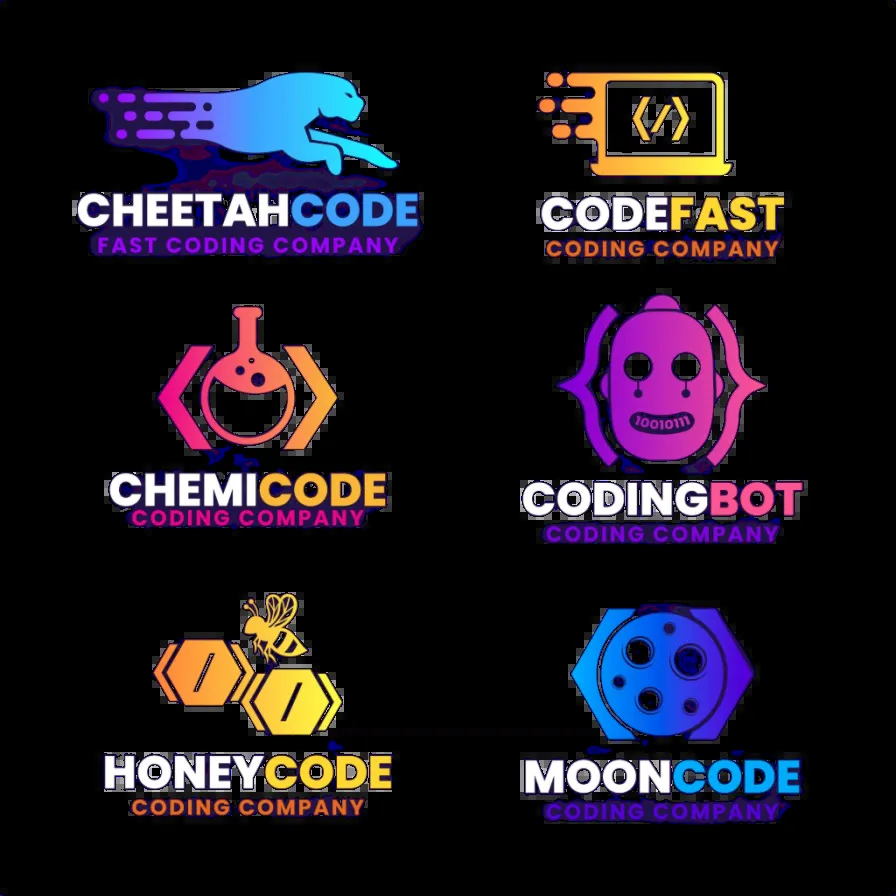 CHEETAHCODE
FAST CODING COMPANY
</>
CODEFAST
CODING COMPANY
CHEMICODE
CODING COMPANY
10010111
CODINGBOT
CODING COMPANY
/
/
HONEYCODE
CODING COMPANY
MOONCODE
CODING COMPANY